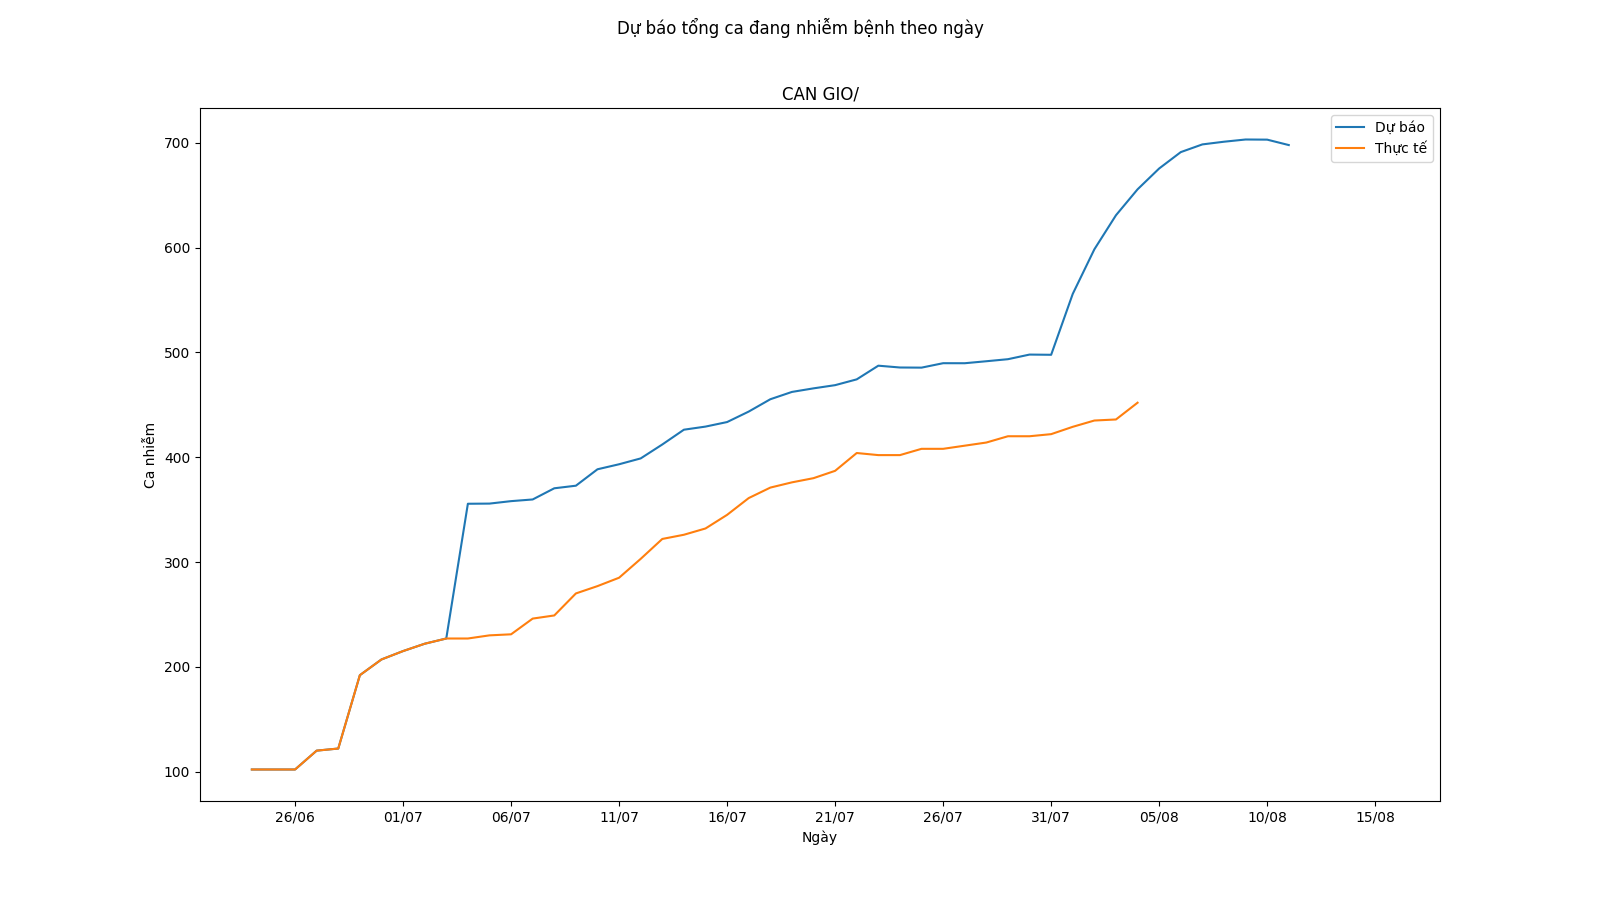 Dự báo tổng ca đang nhiễm bệnh theo ngày
CAN GIO/
Dự báo
Thực tế
700
600
500
400
300
200
100
Ca nhiễm
26/06 01/07 06/07 11/07 16/07 21/07 26/07 31/07 05/08 10/08 15/08
Ngày